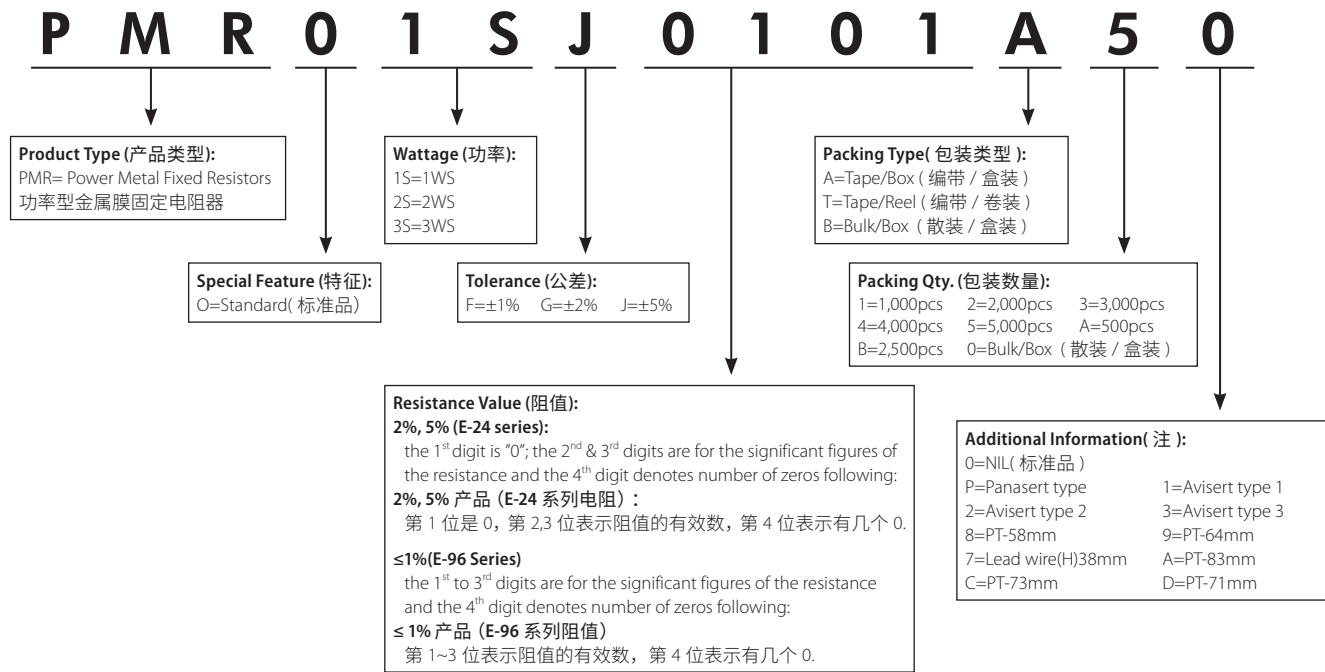 P M R 0 1 S J 0 1 0 1 A 5 0
Product Type (产品类型):
PMR= Power Metal Fixed Resistors
功率型金属膜固定电阻器
Wattage (功率):
1S=1WS
2S=2WS
3S=3WS
Packing Type( 包装类型 ):
A=Tape/Box ( 编带 / 盒装 )
T=Tape/Reel ( 编带 / 卷装 )
B=Bulk/Box ( 散装 / 盒装 )
Special Feature (特征):
O=Standard( 标准品)
Tolerance (公差):
F=±1% G=±2% J=±5%
Packing Qty. (包装数量):
1=1,000pcs 2=2,000pcs 3=3,000pcs
4=4,000pcs 5=5,000pcs A=500pcs
B=2,500pcs 0=Bulk/Box ( 散装 / 盒装 )
Resistance Value (阻值):
2%, 5% (E-24 series):
the 1st digit is "0"; the 2nd & 3rd digits are for the significant figures of
the resistance and the 4th digit denotes number of zeros following:
2%, 5% 产品 (E-24 系列电阻):
第 1 位是 0, 第 2,3 位表示阻值的有效数, 第 4 位表示有几个 0.
≤1%(E-96 Series)
the 1st to 3rd digits are for the significant figures of the resistance
and the 4th digit denotes number of zeros following:
≤ 1% 产品 (E-96 系列阻值)
第 1~3 位表示阻值的有效数, 第 4 位表示有几个 0.
Additional Information( 注 ):
0=NIL( 标准品 )
P=Panasert type 1=Avisert type 1
2=Avisert type 2 3=Avisert type 3
8=PT-58mm 9=PT-64mm
7=Lead wire(H)38mm A=PT-83mm
C=PT-73mm D=PT-71mm